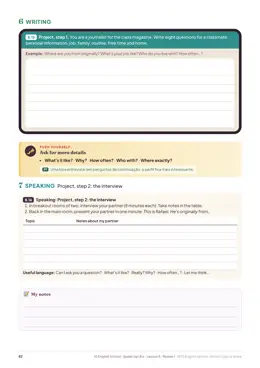 6 WRITING
Project, step 1: You are a journalist for the class magazine. Write eight questions for a classmate:
personal information, job, family, routine, free time and home.
Example: Where are you from originally? What's your job like? Who do you live with? How often...?
PUSH YOURSELF
Ask for more details
• What's it like? · Why? · How often? · Who with? · Where exactly?
7 SPEAKING Project, step 2: the interview
Speaking: Project, step 2: the interview
1. In breakout rooms of two, interview your partner (6 minutes each). Take notes in the table.
2. Back in the main room, present your partner in one minute: This is Rafael. He's originally from...
Topic
Notes about my partner
Useful language: Can I ask you a question? · What's it like? · Really? Why? · How often...? · Let me think...
My notes